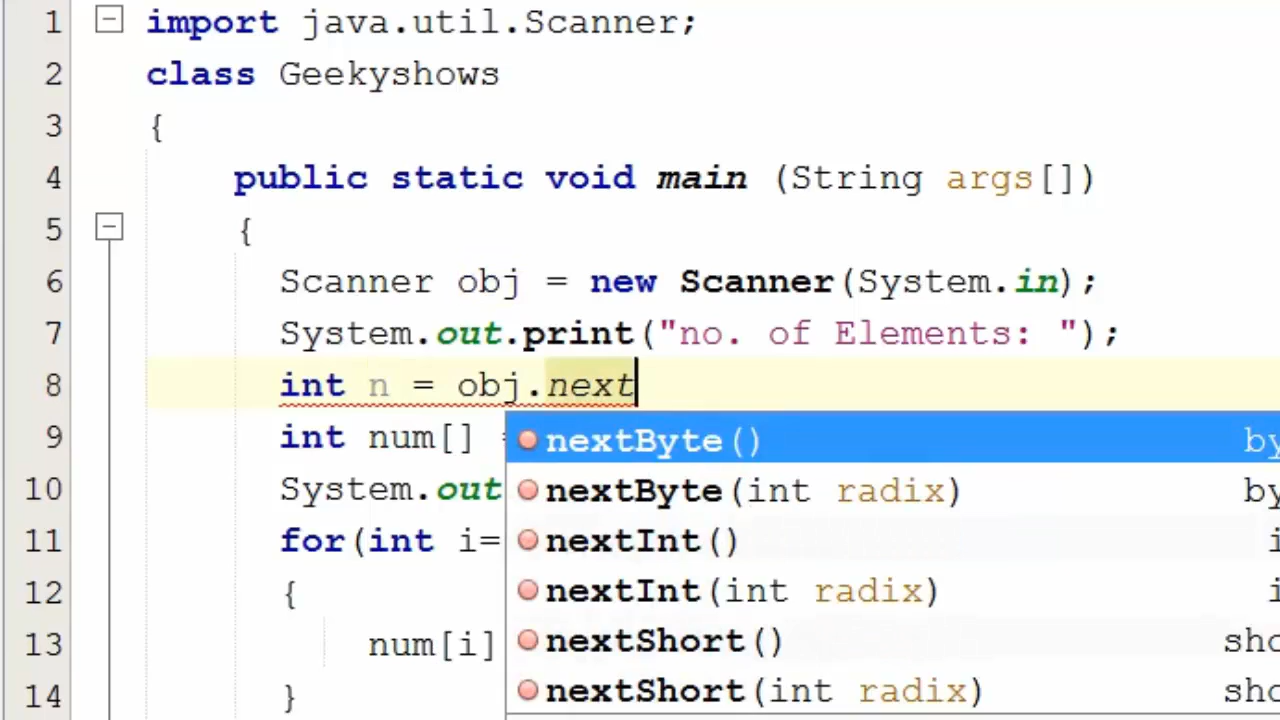 1 import java.util.Scanner;
2 class Geekyshows
3 {
4 public static void main (String args[])
5 {
6 Scanner obj = new Scanner(System.in);
7 System.out.print("no. of Elements: ");
8 int n = obj.next
9 int num[]
nextByte()
10 System.out
nextByte(int radix)
11 for(int i=
nextInt()
12 {
nextInt(int radix)
13 num[i]
nextShort()
14 }
nextShort(int radix)